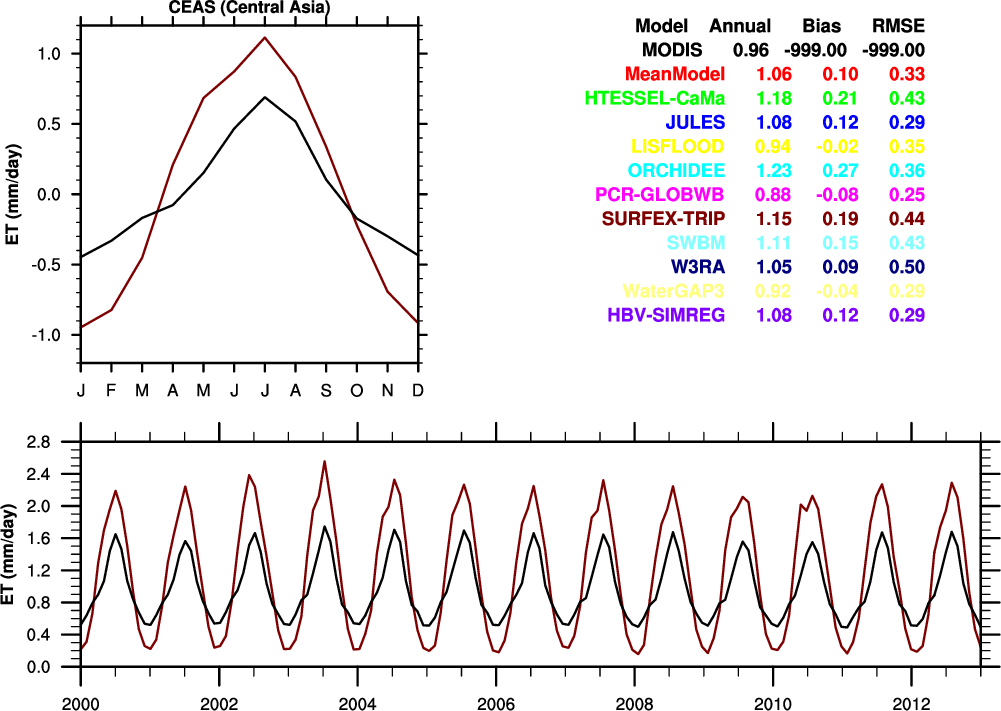 CEAS (Central Asia)
ET (mm/day)
1.0
0.5
0.0
-0.5
-1.0
J F M A M J J A S O N D
Model Annual Bias RMSE
MODIS 0.96 -999.00 -999.00
MeanModel 1.06 0.10 0.33
HTESSEL-CaMa 1.18 0.21 0.43
JULES 1.08 0.12 0.29
LISFLOOD 0.94 -0.02 0.35
ORCHIDEE 1.23 0.27 0.36
PCR-GLOBWB 0.88 -0.08 0.25
SURFEX-TRIP 1.15 0.19 0.44
SWBM 1.11 0.15 0.43
W3RA 1.05 0.09 0.50
WaterGAP3 0.92 -0.04 0.29
HBV-SIMREG 1.08 0.12 0.29
ET (mm/day)
2.8
2.4
2.0
1.6
1.2
0.8
0.4
0.0
2000 2002 2004 2006 2008 2010 2012